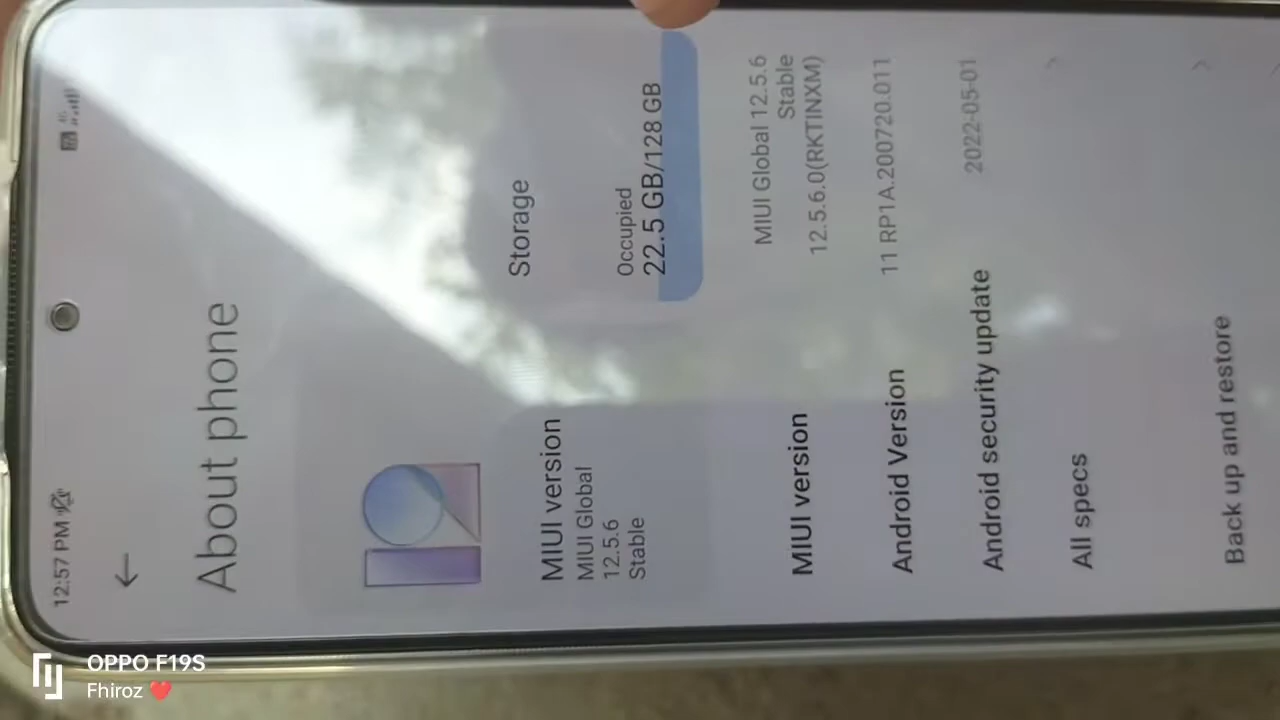 12:57 PM
4G
About phone
MIUI version
MIUI Global
12.5.6
Stable
Storage
Occupied
22.5 GB/128 GB
MIUI version
MIUI Global 12.5.6
Stable
12.5.6.0(RKTINXM)
Android Version
11 RP1A.200720.011
Android security update
2022-05-01
All specs
Back up and restore
OPPO F19S
Fhiroz ❤️